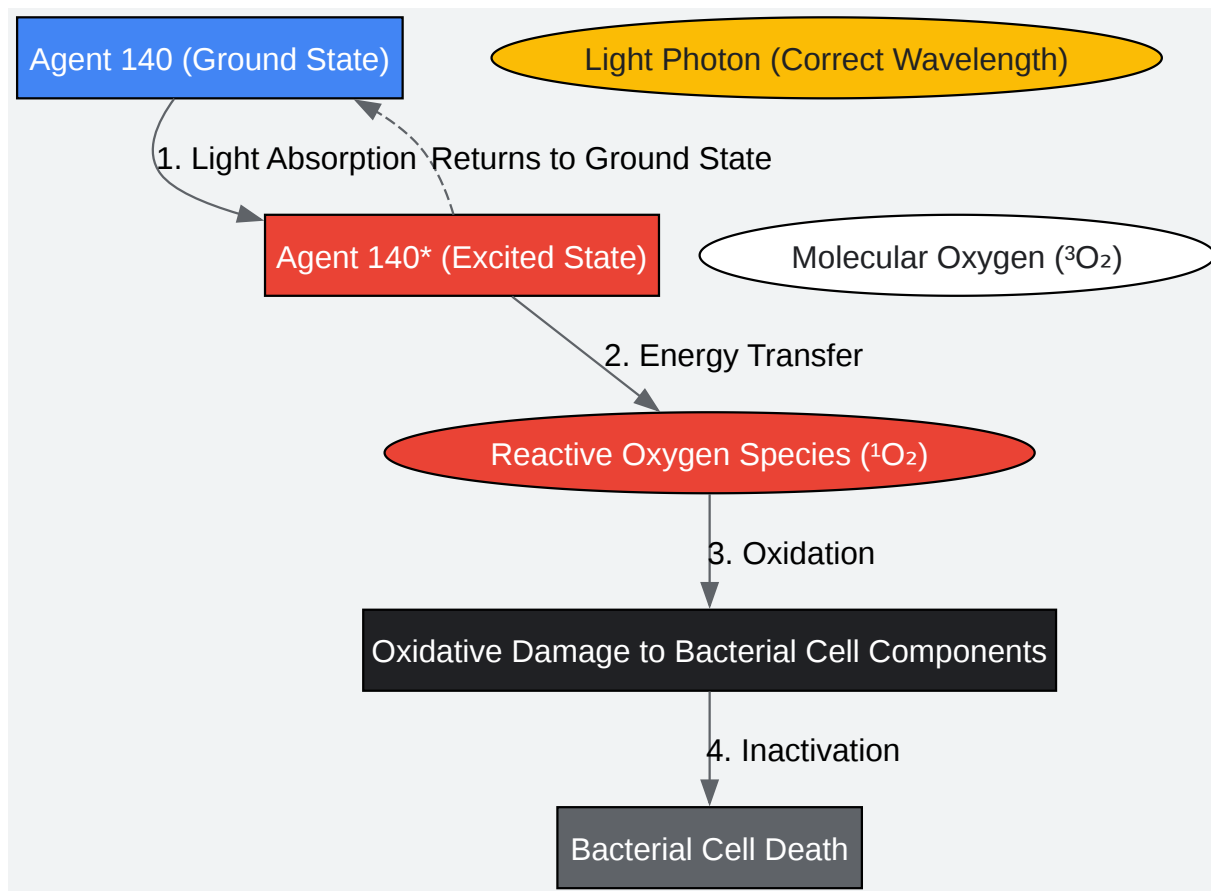 Agent 140 (Ground State)
Light Photon (Correct Wavelength)
1. Light Absorption
Returns to Ground State
Agent 140* (Excited State)
Molecular Oxygen (³O₂)
2. Energy Transfer
Reactive Oxygen Species (¹O₂)
3. Oxidation
Oxidative Damage to Bacterial Cell Components
4. Inactivation
Bacterial Cell Death